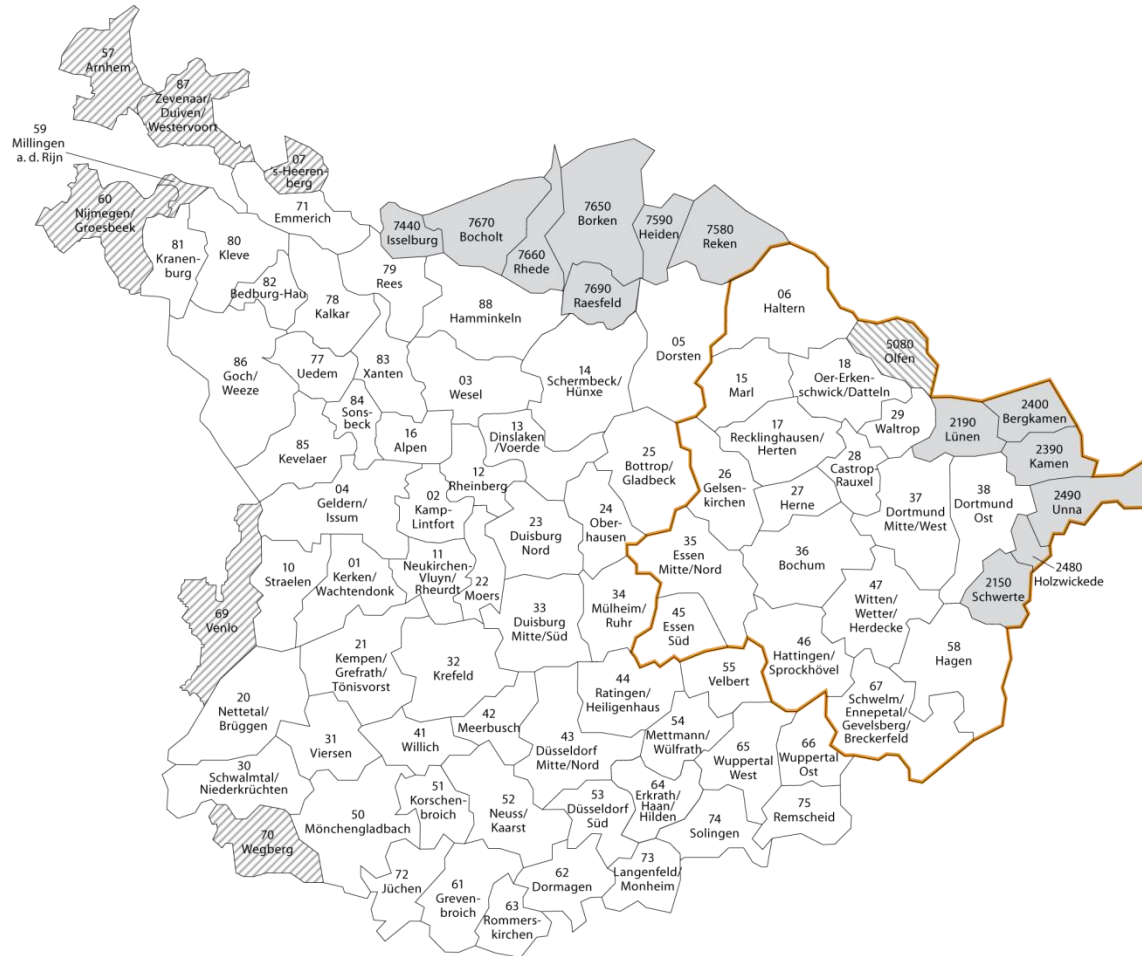 57
Arnhem
87
Zevenaar/
Duiven/
Westervoort
59
Millingen
a. d. Rijn
07
's-Heeren-
berg
60
Nijmegen/
Groesbeek
71
Emmerich
81
Kranen-
burg
80
Kleve
82
Bedburg-Hau
78
Kalkar
79
Rees
7440
Isselburg
7670
Bocholt
7660
Rhede
7650
Borken
7590
Heiden
7580
Reken
7690
Raesfeld
88
Hamminkeln
06
Haltern
5080
Olfen
05
Dorsten
86
Goch/
Weeze
77
Uedem
83
Xanten
84
Sons-
beck
03
Wesel
14
Schermbeck/
Hünxe
15
Marl
18
Oer-Erken-
schwick/Datteln
29
Waltrop
2190
Lünen
2400
Bergkamen
2390
Kamen
85
Kevelaer
16
Alpen
13
Dinslaken
/Voerde
17
Recklinghausen/
Herten
28
Castrop-
Rauxel
25
Bottrop/
Gladbeck
12
Rheinberg
04
Geldern/
Issum
02
Kamp-
Lintfort
26
Gelsen-
kirchen
27
Herne
37
Dortmund
Mitte/West
38
Dortmund
Ost
2490
Unna
23
Duisburg
Nord
24
Ober-
hausen
35
Essen
Mitte/Nord
36
Bochum
2480
Holzwickede
10
Straelen
01
Kerken/
Wachtendonk
11
Neukirchen-
Vluyn/
Rheurdt
22
Moers
2150
Schwerte
69
Venlo
33
Duisburg
Mitte/Süd
34
Mülheim/
Ruhr
47
Witten/
Wetter/
Herdecke
45
Essen
Süd
46
Hattingen/
Sprockhövel
58
Hagen
21
Kempen/
Grefrath/
Tönisvorst
32
Krefeld
55
Velbert
44
Ratingen/
Heiligenhaus
67
Schwelm/
Ennepetal/
Gevelsberg/
Breckerfeld
20
Nettetal/
Brüggen
42
Meerbusch
54
Mettmann/
Wülfrath
31
Viersen
41
Willich
43
Düsseldorf
Mitte/Nord
65
Wuppertal
West
66
Wuppertal
Ost
30
Schwalmtal/
Niederkrüchten
51
Korschen-
broich
52
Neuss/
Kaarst
53
Düsseldorf
Süd
64
Erkrath/
Haan/
Hilden
75
Remscheid
50
Mönchengladbach
74
Solingen
70
Wegberg
72
Jüchen
61
Greven-
broich
62
Dormagen
73
Langenfeld/
Monheim
63
Rommers-
kirchen